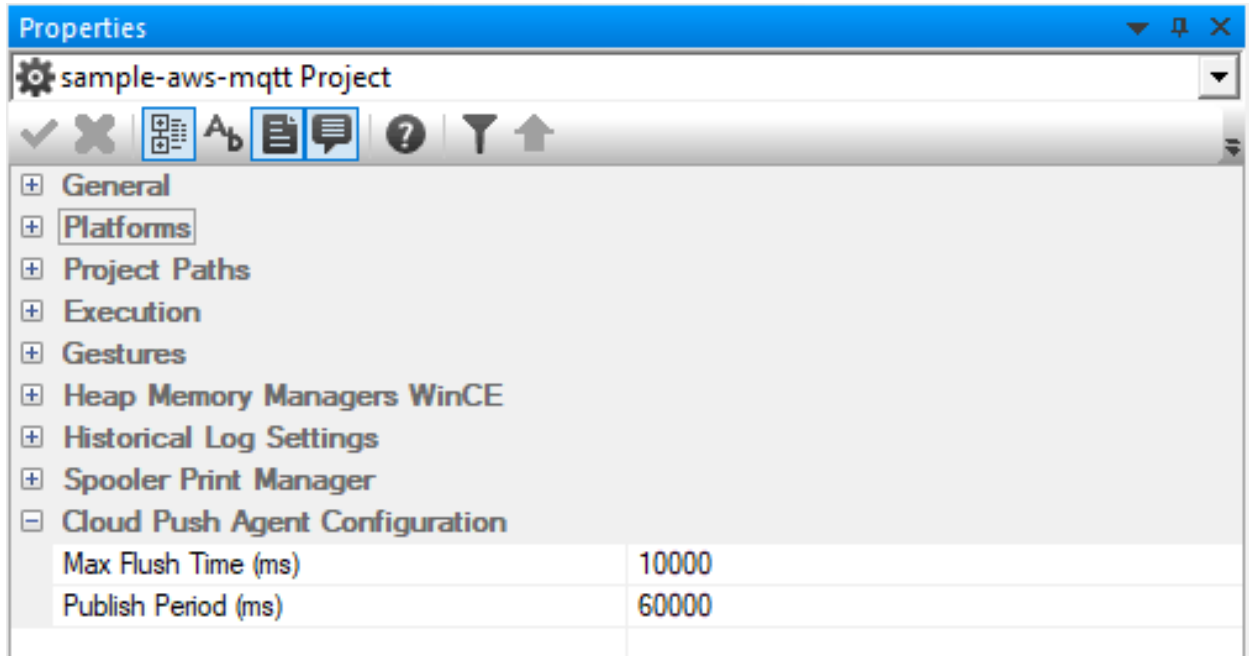 Properties
sample-aws-mqtt Project
General
Platforms
Project Paths
Execution
Gestures
Heap Memory Managers WinCE
Historical Log Settings
Spooler Print Manager
Cloud Push Agent Configuration
Max Flush Time (ms) 10000
Publish Period (ms) 60000